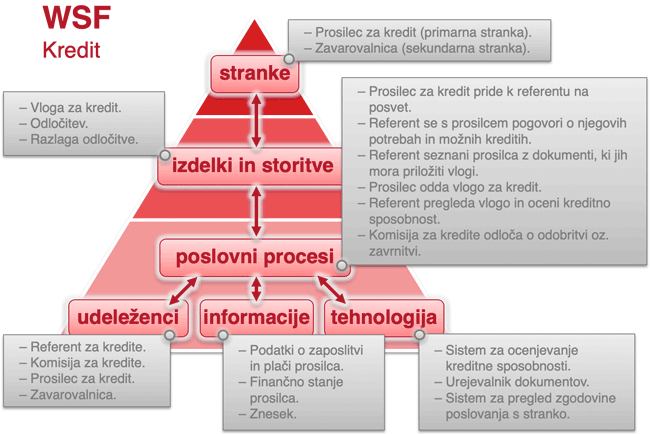 WSF
Kredit
– Prosilec za kredit (primarna stranka).
– Zavarovalnica (sekundarna stranka).
stranke
– Vloga za kredit.
– Odločitev.
– Razlaga odločitve.
izdelki in storitve
– Prosilec za kredit pride k referentu na
posvet.
– Referent se s prosilcem pogovori o njegovih
potrebah in možnih kreditih.
– Referent seznani prosilca z dokumenti, ki jih
mora priložiti vlogi.
– Prosilec odda vlogo za kredit.
– Referent pregleda vlogo in oceni kreditno
sposobnost.
– Komisija za kredite odloča o odobritvi oz.
zavrnitvi.
poslovni procesi
udeleženci
informacije
tehnologija
– Referent za kredite.
– Komisija za kredite.
– Prosilec za kredit.
– Zavarovalnica.
– Podatki o zaposlitvi
in plači prosilca.
– Finančno stanje
prosilca.
– Znesek.
– Sistem za ocenjevanje
kreditne sposobnosti.
– Urejevalnik dokumentov.
– Sistem za pregled zgodovine
poslovanja s stranko.